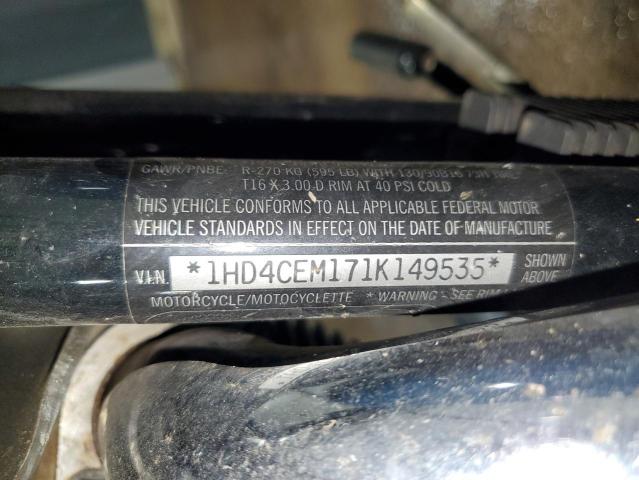 GAWR/PNBE: R-270 KG (595 LB) WITH 130/90B16 73H
T16 X 3.00-D RIM AT 40 PSI COLD
THIS VEHICLE CONFORMS TO ALL APPLICABLE FEDERAL MOTOR
VEHICLE STANDARDS IN EFFECT ON THE DATE OF MANUFACTURE
V.I.N. *1HD4CEM171K149535* SHOWN ABOVE
MOTORCYCLE/MOTOCYCLETTE * WARNING - SEE RIM